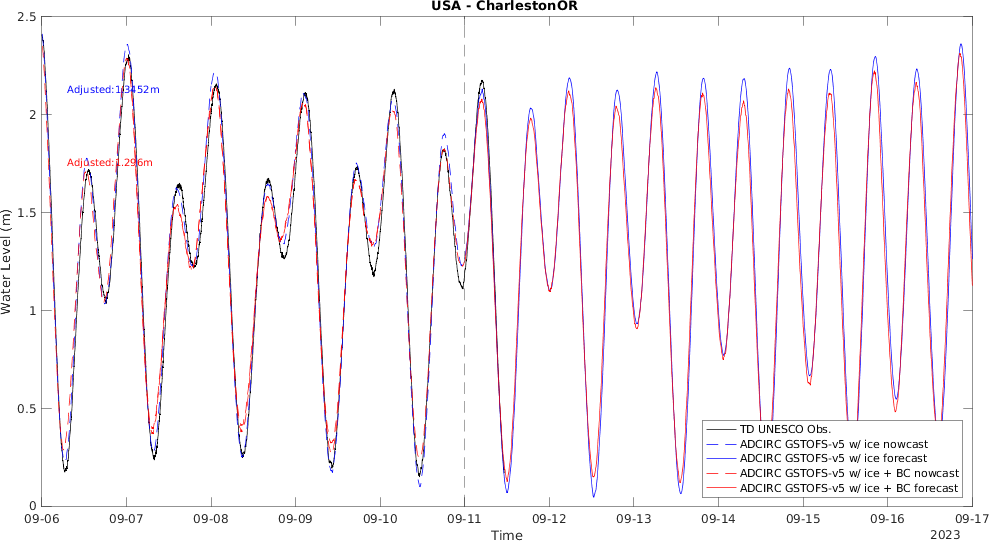 USA - CharlestonOR
2.5
2
1.5
1
0.5
0
Water Level (m)
Adjusted:1.3452m
Adjusted:1.296m
TD UNESCO Obs.
ADCIRC GSTOFS-v5 w/ ice nowcast
ADCIRC GSTOFS-v5 w/ ice forecast
ADCIRC GSTOFS-v5 w/ ice + BC nowcast
ADCIRC GSTOFS-v5 w/ ice + BC forecast
09-06 09-07 09-08 09-09 09-10 09-11 09-12 09-13 09-14 09-15 09-16 09-17
Time
2023